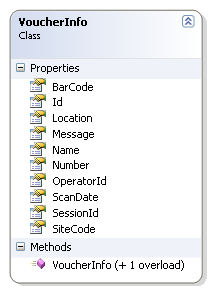 VoucherInfo
Class
Properties
BarCode
Id
Location
Message
Name
Number
OperatorId
ScanDate
SessionId
SiteCode
Methods
VoucherInfo (+ 1 overload)